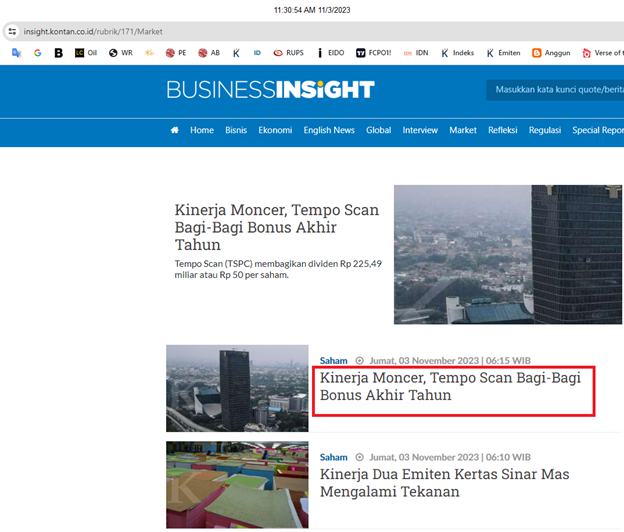 11:30:54 AM 11/3/2023
insight.kontan.co.id/rubrik/171/Market
G B LC Oil WR PE AB K ID RUPS EIDO FCPO1! IDN K Indeks K Emiten Anggun Verse of t
BUSINESSINSIGHT
Masukkan kata kunci quote/berita
Home Bisnis Ekonomi English News Global Interview Market Refleksi Regulasi Special Repor
Kinerja Moncer, Tempo Scan
Bagi-Bagi Bonus Akhir
Tahun
Tempo Scan (TSPC) membagikan dividen Rp 225,49
miliar atau Rp 50 per saham.
Saham Jumat, 03 November 2023 | 06:15 WIB
Kinerja Moncer, Tempo Scan Bagi-Bagi
Bonus Akhir Tahun
Saham Jumat, 03 November 2023 | 06:10 WIB
Kinerja Dua Emiten Kertas Sinar Mas
Mengalami Tekanan